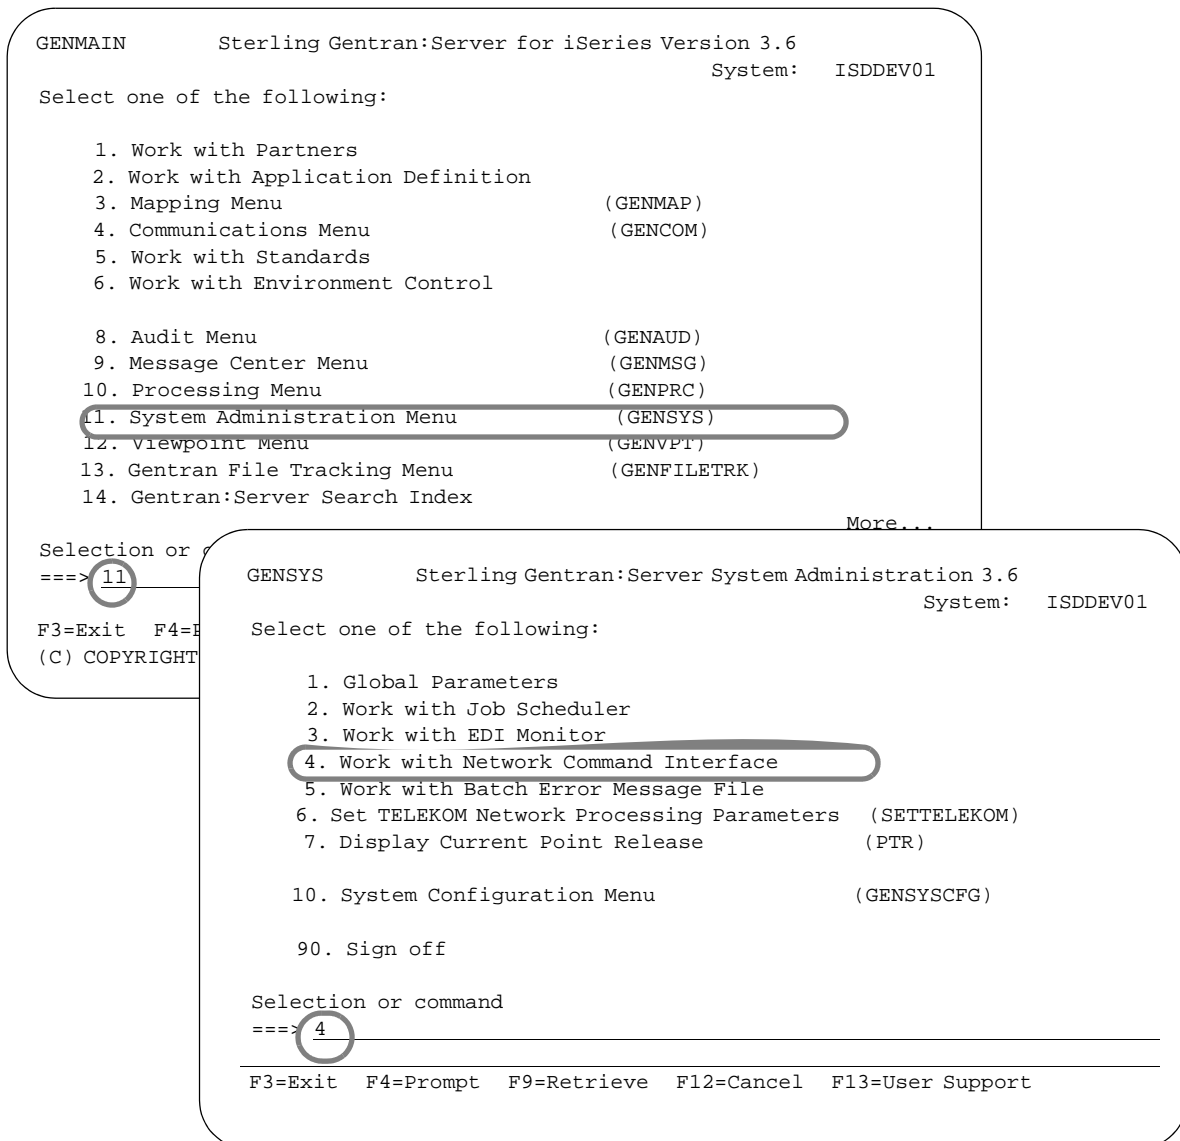 GENMAIN Sterling Gentran:Server for iSeries Version 3.6
System: ISDDEV01
Select one of the following:
1. Work with Partners
2. Work with Application Definition
3. Mapping Menu (GENMAP)
4. Communications Menu (GENCOM)
5. Work with Standards
6. Work with Environment Control
8. Audit Menu (GENAUD)
9. Message Center Menu (GENMSG)
10. Processing Menu (GENPRC)
11. System Administration Menu (GENSYS)
12. Viewpoint Menu (GENVPT)
13. Gentran File Tracking Menu (GENFILETRK)
14. Gentran:Server Search Index
More...
Selection or
===> 11
F3=Exit F4=
(C) COPYRIGHT
GENSYS Sterling Gentran:Server System Administration 3.6
System: ISDDEV01
Select one of the following:
1. Global Parameters
2. Work with Job Scheduler
3. Work with EDI Monitor
4. Work with Network Command Interface
5. Work with Batch Error Message File
6. Set TELEKOM Network Processing Parameters (SETTELEKOM)
7. Display Current Point Release (PTR)
10. System Configuration Menu (GENSYSCFG)
90. Sign off
Selection or command
===> 4
F3=Exit F4=Prompt F9=Retrieve F12=Cancel F13=User Support